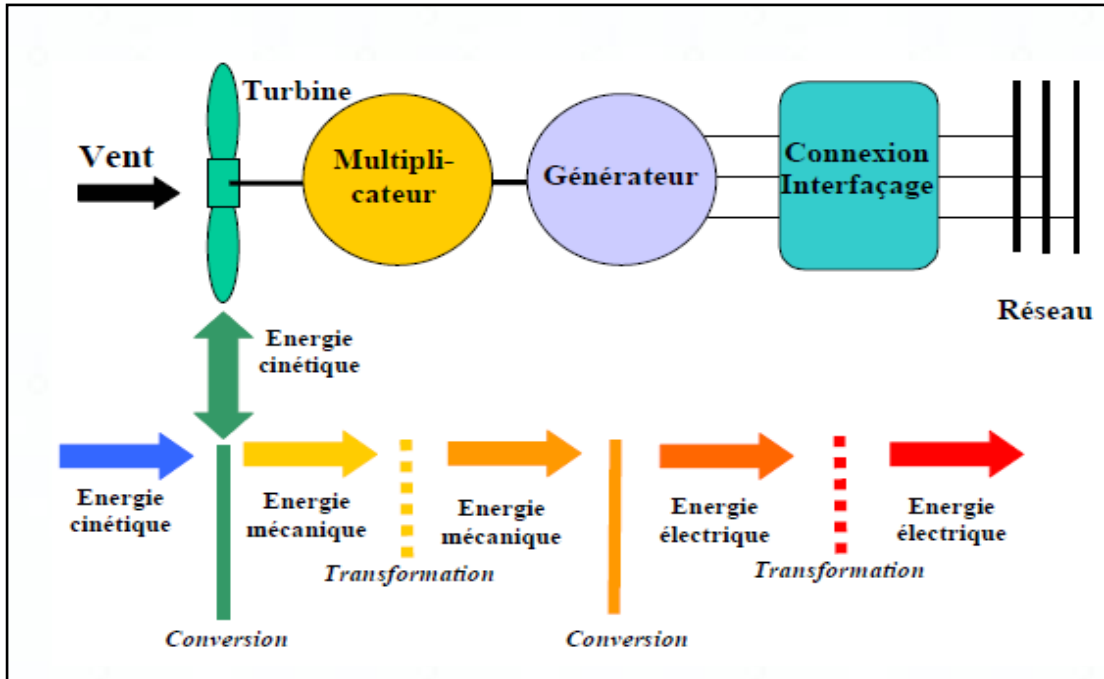 Turbine
Vent
Multipli-
cateur
Générateur
Connexion
Interfaçage
Réseau
Energie
cinétique
Energie
cinétique
Energie
mécanique
Energie
mécanique
Energie
électrique
Energie
électrique
Transformation
Transformation
Conversion
Conversion